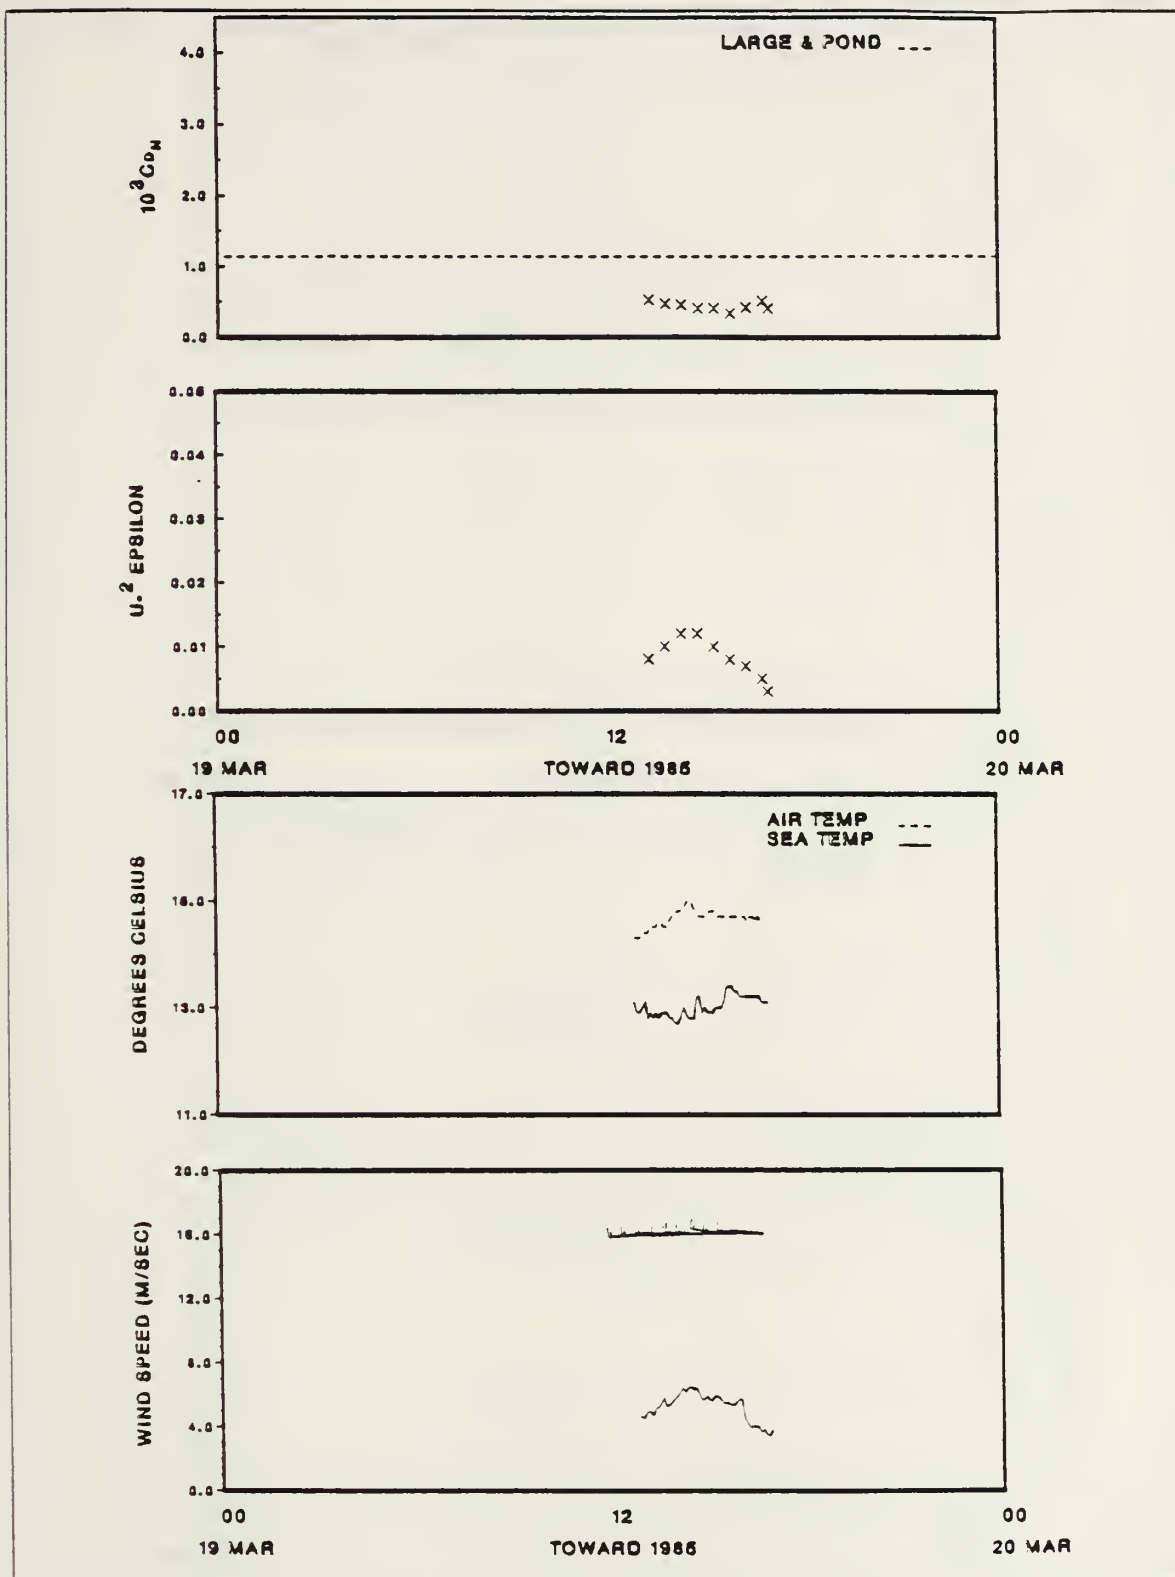 LARGE & POND
4.0
3.0
2.0
1.0
0.0
10³CDN
0.05
0.04
0.03
0.02
0.01
0.00
U*² EPSILON
00 12 00
19 MAR TOWARD 1985 20 MAR
AIR TEMP
SEA TEMP
17.0
15.0
13.0
11.0
DEGREES CELSIUS
20.0
16.0
12.0
8.0
4.0
0.0
WIND SPEED (M/SEC)
00 12 00
19 MAR TOWARD 1985 20 MAR